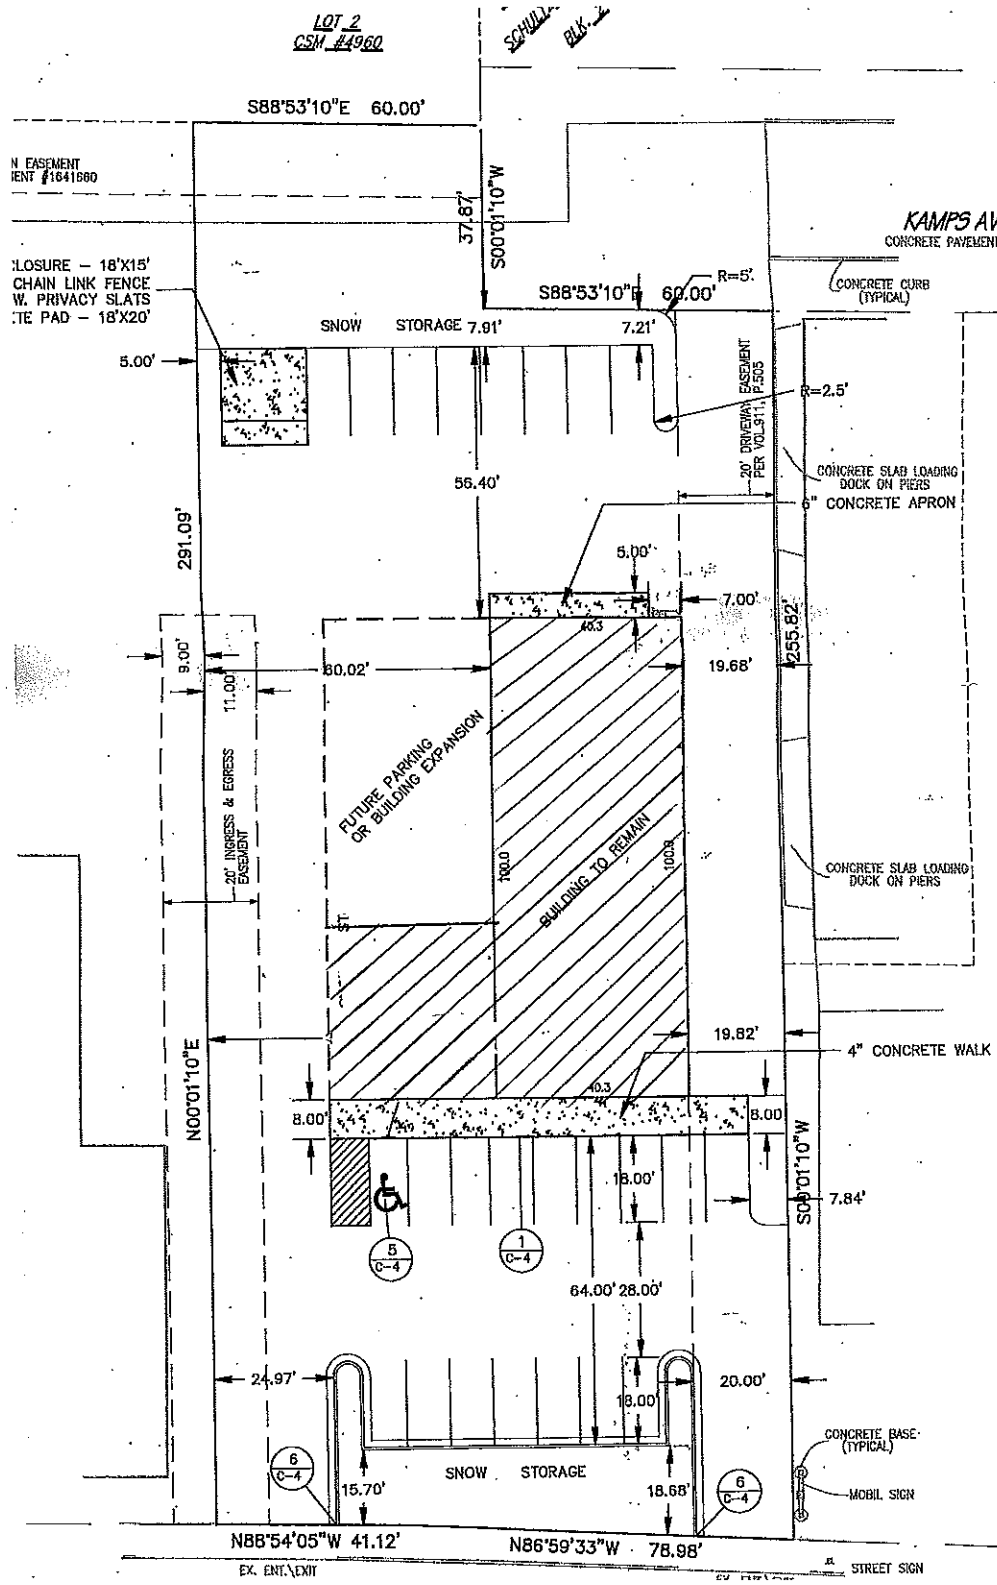 LOT 2
CSM #4960
BLK.
S88°53'10"E 60.00'
N EASEMENT
ENT #1641660
37.87'
S00°01'10"W
KAMPS AV
CONCRETE PAVEMEN
LOSURE - 18'X15'
CHAIN LINK FENCE
W. PRIVACY SLATS
TE PAD - 18'X20'
R=5'
CONCRETE CURB
(TYPICAL)
S88°53'10"E 60.00'
SNOW STORAGE 7.91'
7.21'
5.00'
20' DRIVEWAY EASEMENT
PER VOL.911, P.505
R=2.5'
CONCRETE SLAB LOADING
DOCK ON PIERS
56.40'
6" CONCRETE APRON
291.09'
5.00'
7.00'
40.3
255.82'
9.00'
60.02'
19.68'
11.00'
FUTURE PARKING
OR BUILDING EXPANSION
20' INGRESS & EGRESS
EASEMENT
100.0
BUILDING TO REMAIN
100.0
CONCRETE SLAB LOADING
DOCK ON PIERS
ST
19.82'
4" CONCRETE WALK
N00°01'10"E
40.3
8.00'
8.00
S00°01'10"W
18.00'
7.84'
5
C-4
1
C-4
64.00'
28.00'
24.97'
18.00'
20.00'
CONCRETE BASE
(TYPICAL)
6
C-4
SNOW STORAGE
15.70'
18.68'
6
C-4
MOBIL SIGN
N88°54'05"W 41.12'
N86°59'33"W 78.98'
EX. ENT.\EXIT
STREET SIGN